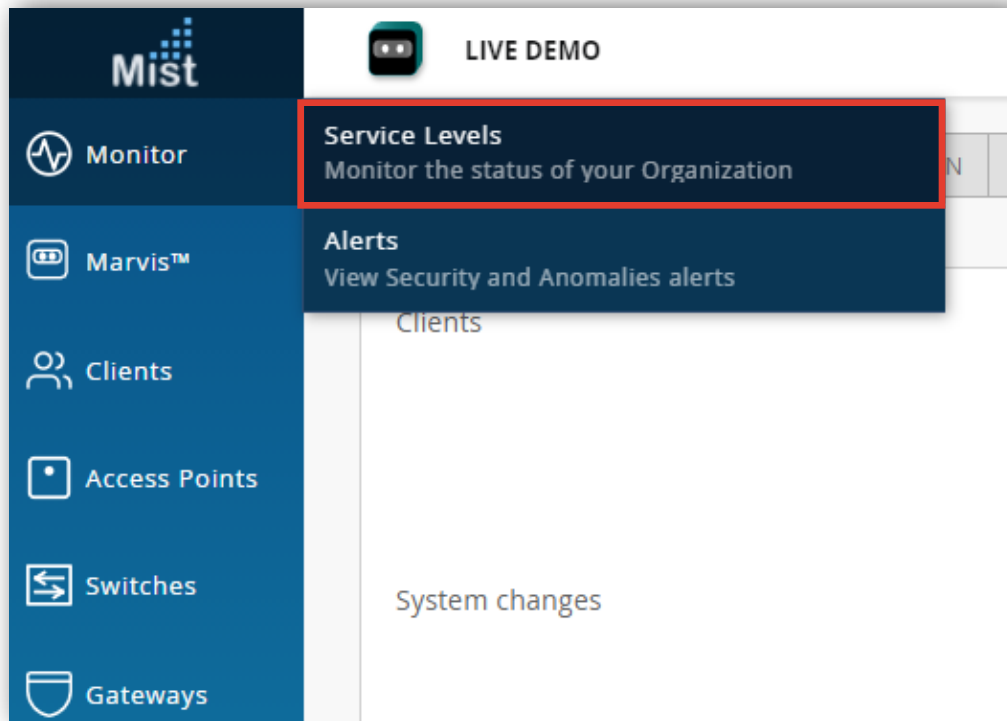 Mist
LIVE DEMO
Monitor
Service Levels
Monitor the status of your Organization
N
Alerts
View Security and Anomalies alerts
Marvis™
Clients
Clients
Access Points
Switches
System changes
Gateways